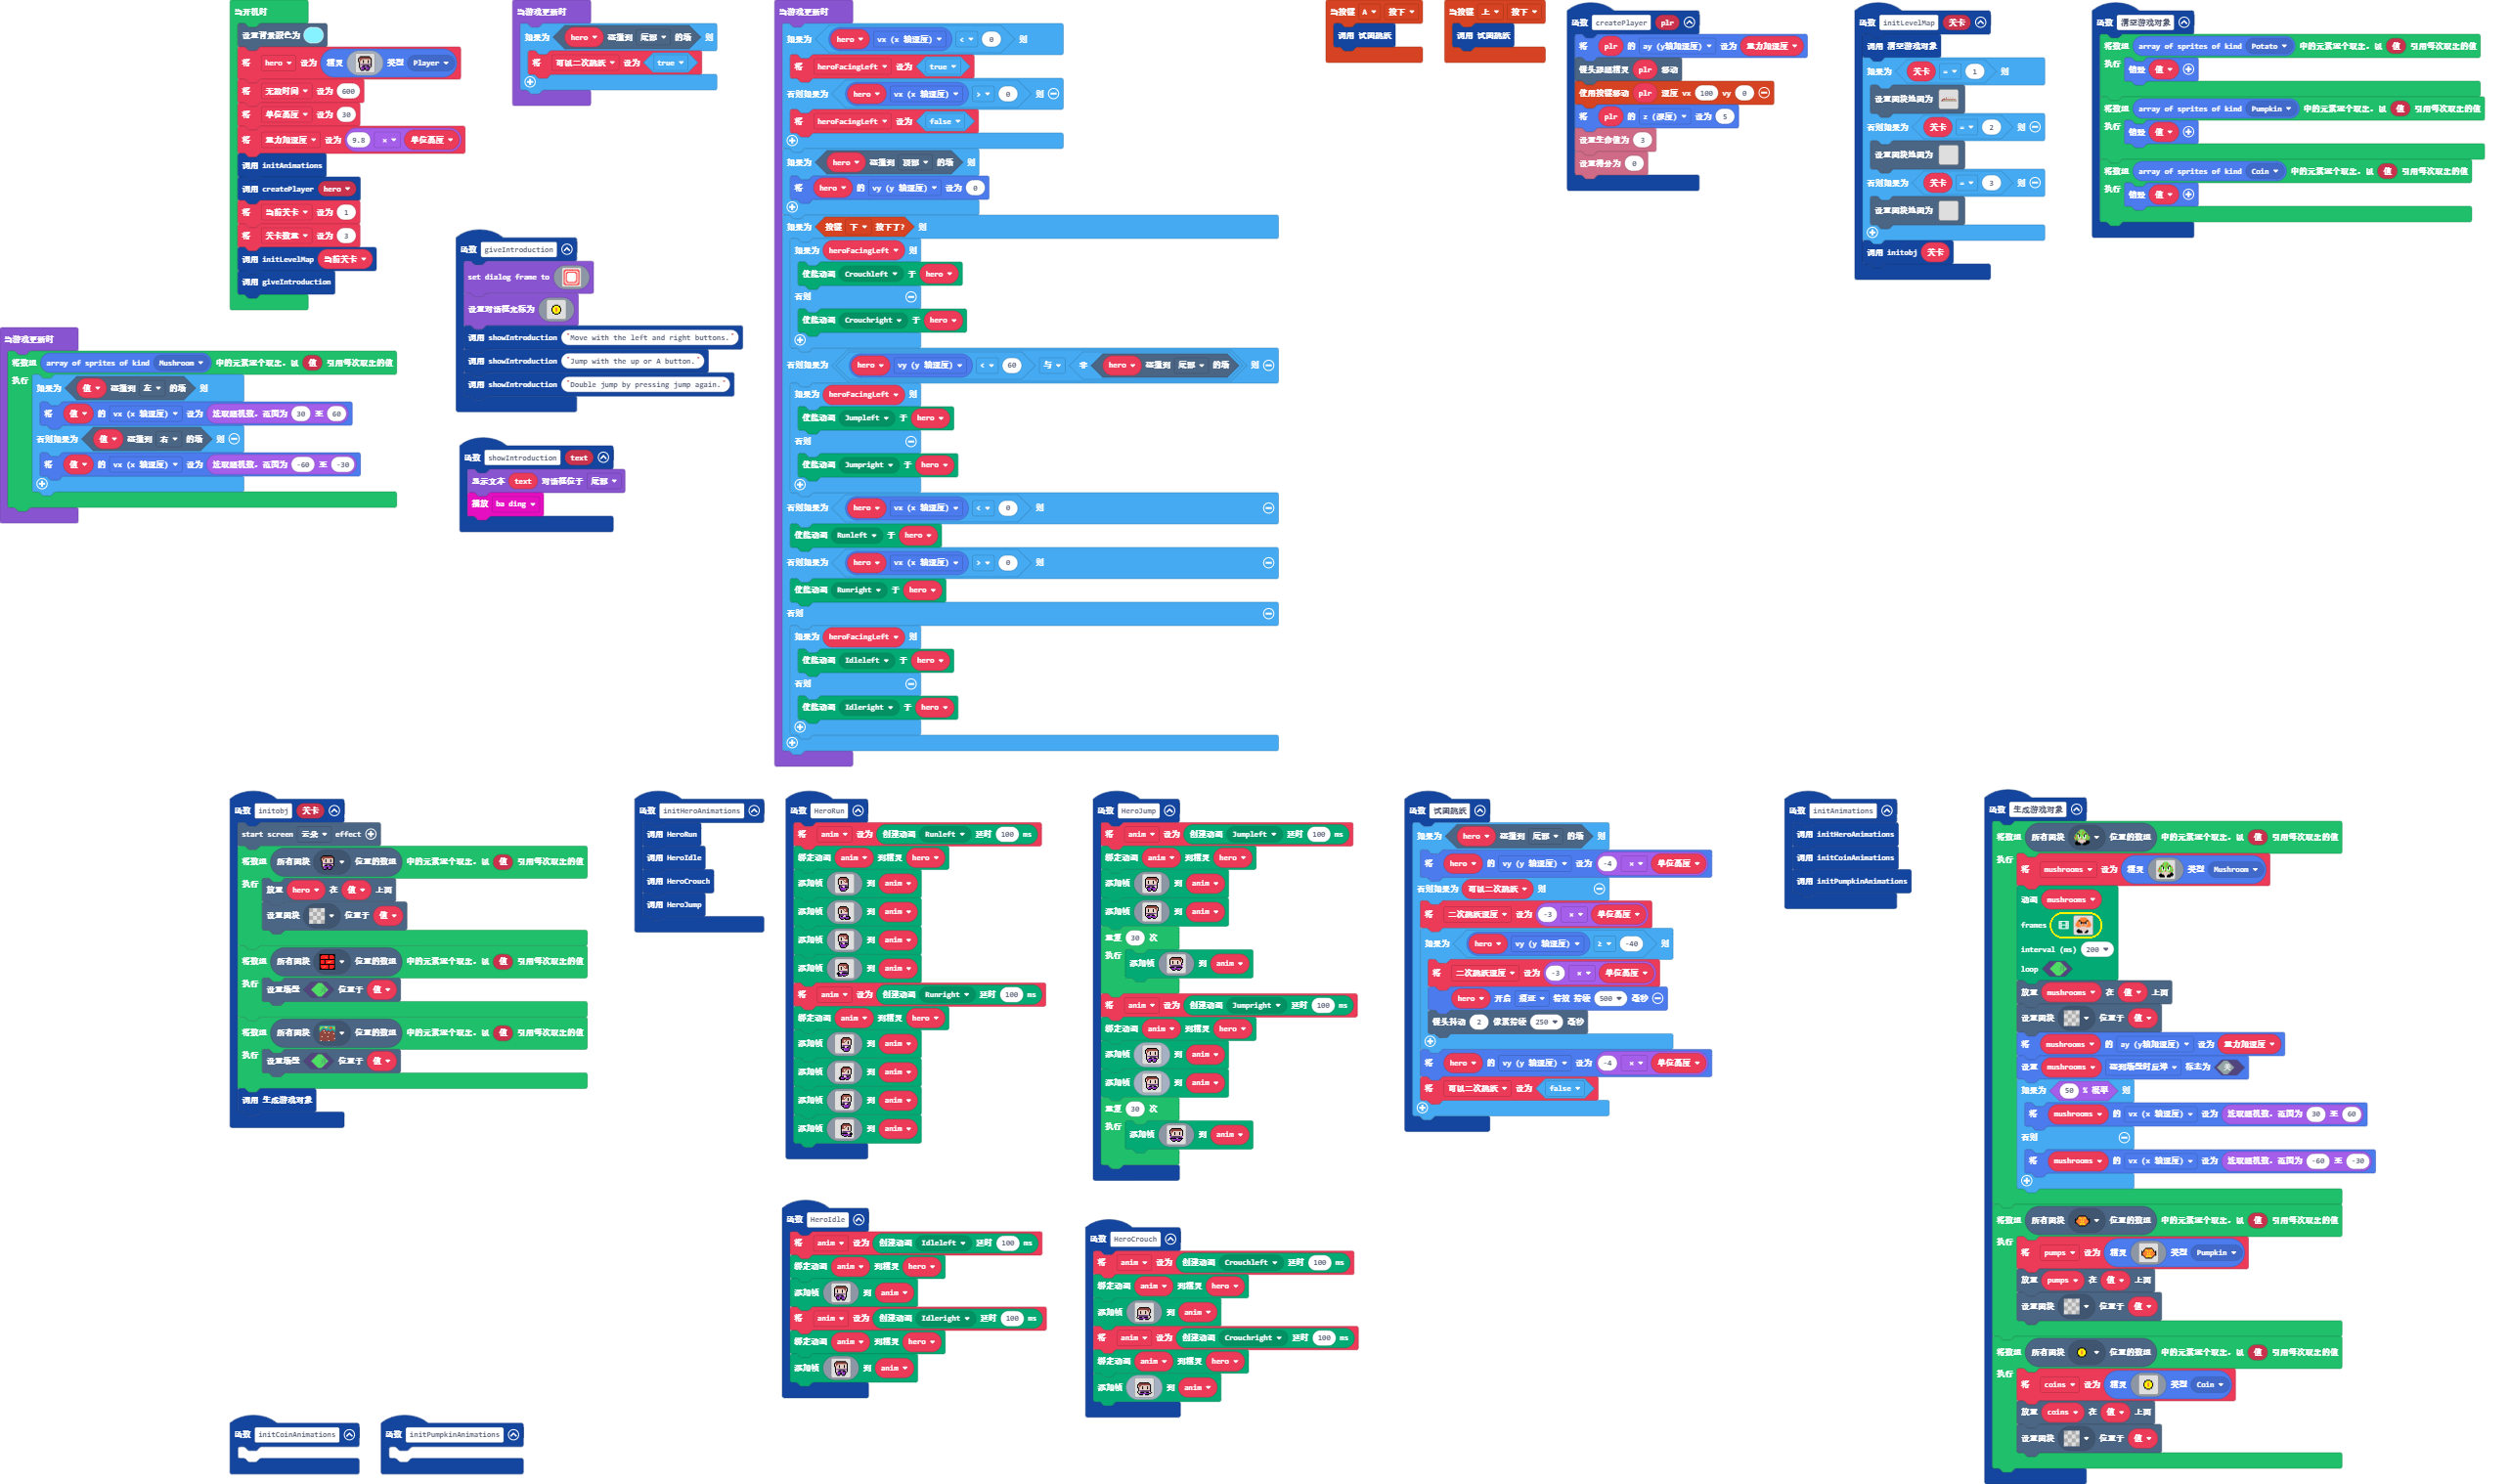 当开机时
设置背景颜色为
将 hero 设为 精灵 类型 Player
将 无敌时间 设为 600
将 单位高度 设为 30
将 重力加速度 设为 9.8 × 单位高度
调用 initAnimations
调用 createPlayer hero
将 当前关卡 设为 1
将 关卡数量 设为 3
调用 initLevelMap 当前关卡
调用 giveIntroduction
当游戏更新时
如果为 hero 碰撞到 底部 的墙 则
将 可以二次跳跃 设为 true
当游戏更新时
如果为 hero vx (x 轴速度) < 0 则
将 heroFacingLeft 设为 true
否则如果为 hero vx (x 轴速度) > 0 则
将 heroFacingLeft 设为 false
如果为 hero 碰撞到 顶部 的墙 则
将 hero 的 vy (y 轴速度) 设为 0
如果为 按钮 下 按下了? 则
如果为 heroFacingLeft 则
使能动画 Crouchleft 于 hero
否则
使能动画 Crouchright 于 hero
否则如果为 hero vy (y 轴速度) < 60 与 非 hero 碰撞到 底部 的墙 则
如果为 heroFacingLeft 则
使能动画 Jumpleft 于 hero
否则
使能动画 Jumpright 于 hero
否则如果为 hero vx (x 轴速度) < 0 则
使能动画 Runleft 于 hero
否则如果为 hero vx (x 轴速度) > 0 则
使能动画 Runright 于 hero
否则
如果为 heroFacingLeft 则
使能动画 Idleleft 于 hero
否则
使能动画 Idleright 于 hero
当按钮 A 按下
调用 试图跳跃
当按钮 上 按下
调用 试图跳跃
函数 createPlayer plr
将 plr 的 ay (y轴加速度) 设为 重力加速度
镜头跟随精灵 plr 移动
使用按钮移动 plr 速度 vx 100 vy 0
将 plr 的 z (深度) 设为 5
设置生命值为 3
设置得分为 0
函数 initLevelMap 关卡
调用 清空游戏对象
如果为 关卡 = 1 则
设置图块地图为
否则如果为 关卡 = 2 则
设置图块地图为
否则如果为 关卡 = 3 则
设置图块地图为
调用 initobj 关卡
函数 清空游戏对象
将数组 array of sprites of kind Potato 中的元素逐个取出，以 值 引用每次取出的值
执行 销毁 值
将数组 array of sprites of kind Pumpkin 中的元素逐个取出，以 值 引用每次取出的值
执行 销毁 值
将数组 array of sprites of kind Coin 中的元素逐个取出，以 值 引用每次取出的值
执行 销毁 值
函数 giveIntroduction
set dialog frame to
设置对话框光标为
调用 showIntroduction "Move with the left and right buttons."
调用 showIntroduction "Jump with the up or A button."
调用 showIntroduction "Double jump by pressing jump again."
当游戏更新时
将数组 array of sprites of kind Mushroom 中的元素逐个取出，以 值 引用每次取出的值
执行 如果为 值 碰撞到 左 的墙 则
将 值 的 vx (x 轴速度) 设为 选取随机数，范围为 30 至 60
否则如果为 值 碰撞到 右 的墙 则
将 值 的 vx (x 轴速度) 设为 选取随机数，范围为 -60 至 -30
函数 showIntroduction text
显示文本 text 对话框位于 底部
播放 ba ding
函数 initobj 关卡
start screen 云朵 effect
将数组 所有图块 位置的数组 中的元素逐个取出，以 值 引用每次取出的值
执行 放置 hero 在 值 上面
设置图块 位置于 值
将数组 所有图块 位置的数组 中的元素逐个取出，以 值 引用每次取出的值
执行 设置墙壁 位置于 值
将数组 所有图块 位置的数组 中的元素逐个取出，以 值 引用每次取出的值
执行 设置墙壁 位置于 值
调用 生成游戏对象
函数 initHeroAnimations
调用 HeroRun
调用 HeroIdle
调用 HeroCrouch
调用 HeroJump
函数 HeroRun
将 anim 设为 创建动画 Runleft 延时 100 ms
绑定动画 anim 到精灵 hero
添加帧 到 anim
添加帧 到 anim
添加帧 到 anim
添加帧 到 anim
将 anim 设为 创建动画 Runright 延时 100 ms
绑定动画 anim 到精灵 hero
添加帧 到 anim
添加帧 到 anim
添加帧 到 anim
添加帧 到 anim
函数 HeroJump
将 anim 设为 创建动画 Jumpleft 延时 100 ms
绑定动画 anim 到精灵 hero
添加帧 到 anim
添加帧 到 anim
重复 30 次
执行 添加帧 到 anim
将 anim 设为 创建动画 Jumpright 延时 100 ms
绑定动画 anim 到精灵 hero
添加帧 到 anim
添加帧 到 anim
重复 30 次
执行 添加帧 到 anim
函数 试图跳跃
如果为 hero 碰撞到 底部 的墙 则
将 hero 的 vy (y 轴速度) 设为 -4 × 单位高度
否则如果为 可以二次跳跃 则
将 二次跳跃速度 设为 -3 × 单位高度
如果为 hero vy (y 轴速度) ≥ -40 则
将 二次跳跃速度 设为 -3 × 单位高度
hero 开启 痕迹 特效 持续 500 毫秒
镜头抖动 2 像素持续 250 毫秒
将 hero 的 vy (y 轴速度) 设为 -4 × 单位高度
将 可以二次跳跃 设为 false
函数 initAnimations
调用 initHeroAnimations
调用 initCoinAnimations
调用 initPumpkinAnimations
函数 生成游戏对象
将数组 所有图块 位置的数组 中的元素逐个取出，以 值 引用每次取出的值
执行 将 mushrooms 设为 精灵 类型 Mushroom
动画 mushrooms
frames
interval (ms) 200
loop
放置 mushrooms 在 值 上面
设置图块 位置于 值
将 mushrooms 的 ay (y轴加速度) 设为 重力加速度
设置 mushrooms 碰到墙壁时反弹 标志为
如果为 50 % 概率 则
将 mushrooms 的 vx (x 轴速度) 设为 选取随机数，范围为 30 至 60
否则
将 mushrooms 的 vx (x 轴速度) 设为 选取随机数，范围为 -60 至 -30
将数组 所有图块 位置的数组 中的元素逐个取出，以 值 引用每次取出的值
执行 将 pumps 设为 精灵 类型 Pumpkin
放置 pumps 在 值 上面
设置图块 位置于 值
将数组 所有图块 位置的数组 中的元素逐个取出，以 值 引用每次取出的值
执行 将 coins 设为 精灵 类型 Coin
放置 coins 在 值 上面
设置图块 位置于 值
函数 HeroIdle
将 anim 设为 创建动画 Idleleft 延时 100 ms
绑定动画 anim 到精灵 hero
添加帧 到 anim
将 anim 设为 创建动画 Idleright 延时 100 ms
绑定动画 anim 到精灵 hero
添加帧 到 anim
函数 HeroCrouch
将 anim 设为 创建动画 Crouchleft 延时 100 ms
绑定动画 anim 到精灵 hero
添加帧 到 anim
将 anim 设为 创建动画 Crouchright 延时 100 ms
绑定动画 anim 到精灵 hero
添加帧 到 anim
函数 initCoinAnimations
函数 initPumpkinAnimations